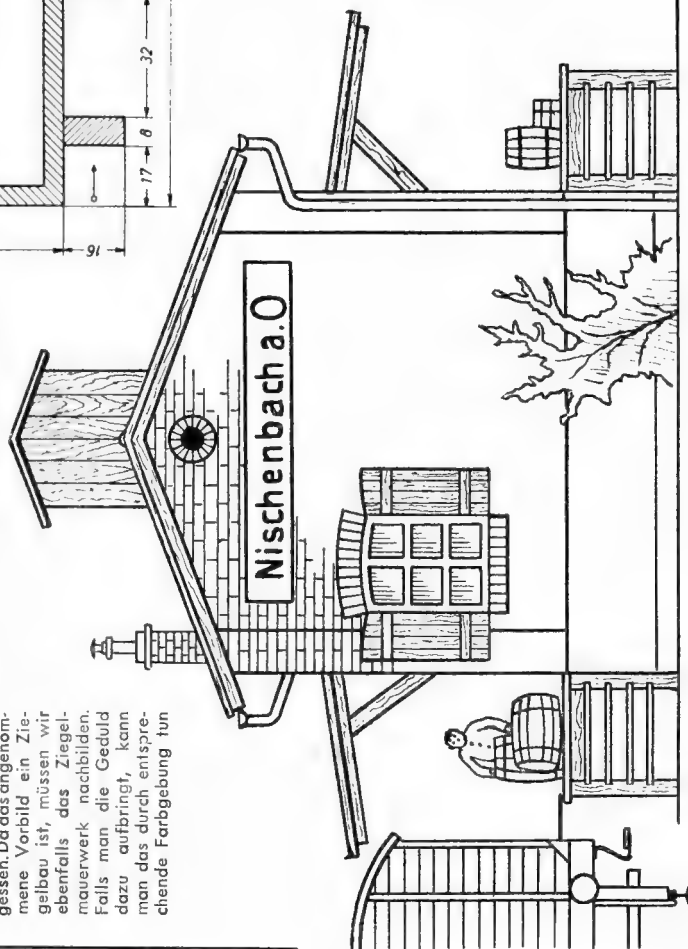 gessen. Da das angenom-
mene Vorbild ein Zie-
gelbau ist, müssen wir
ebenfalls das Ziegel-
mauerwerk nachbilden.
Falls man die Geduld
dazu aufbringt, kann
man das durch entspre-
chende Farbgebung tun
Nischenbach a.O
16
17
8
32